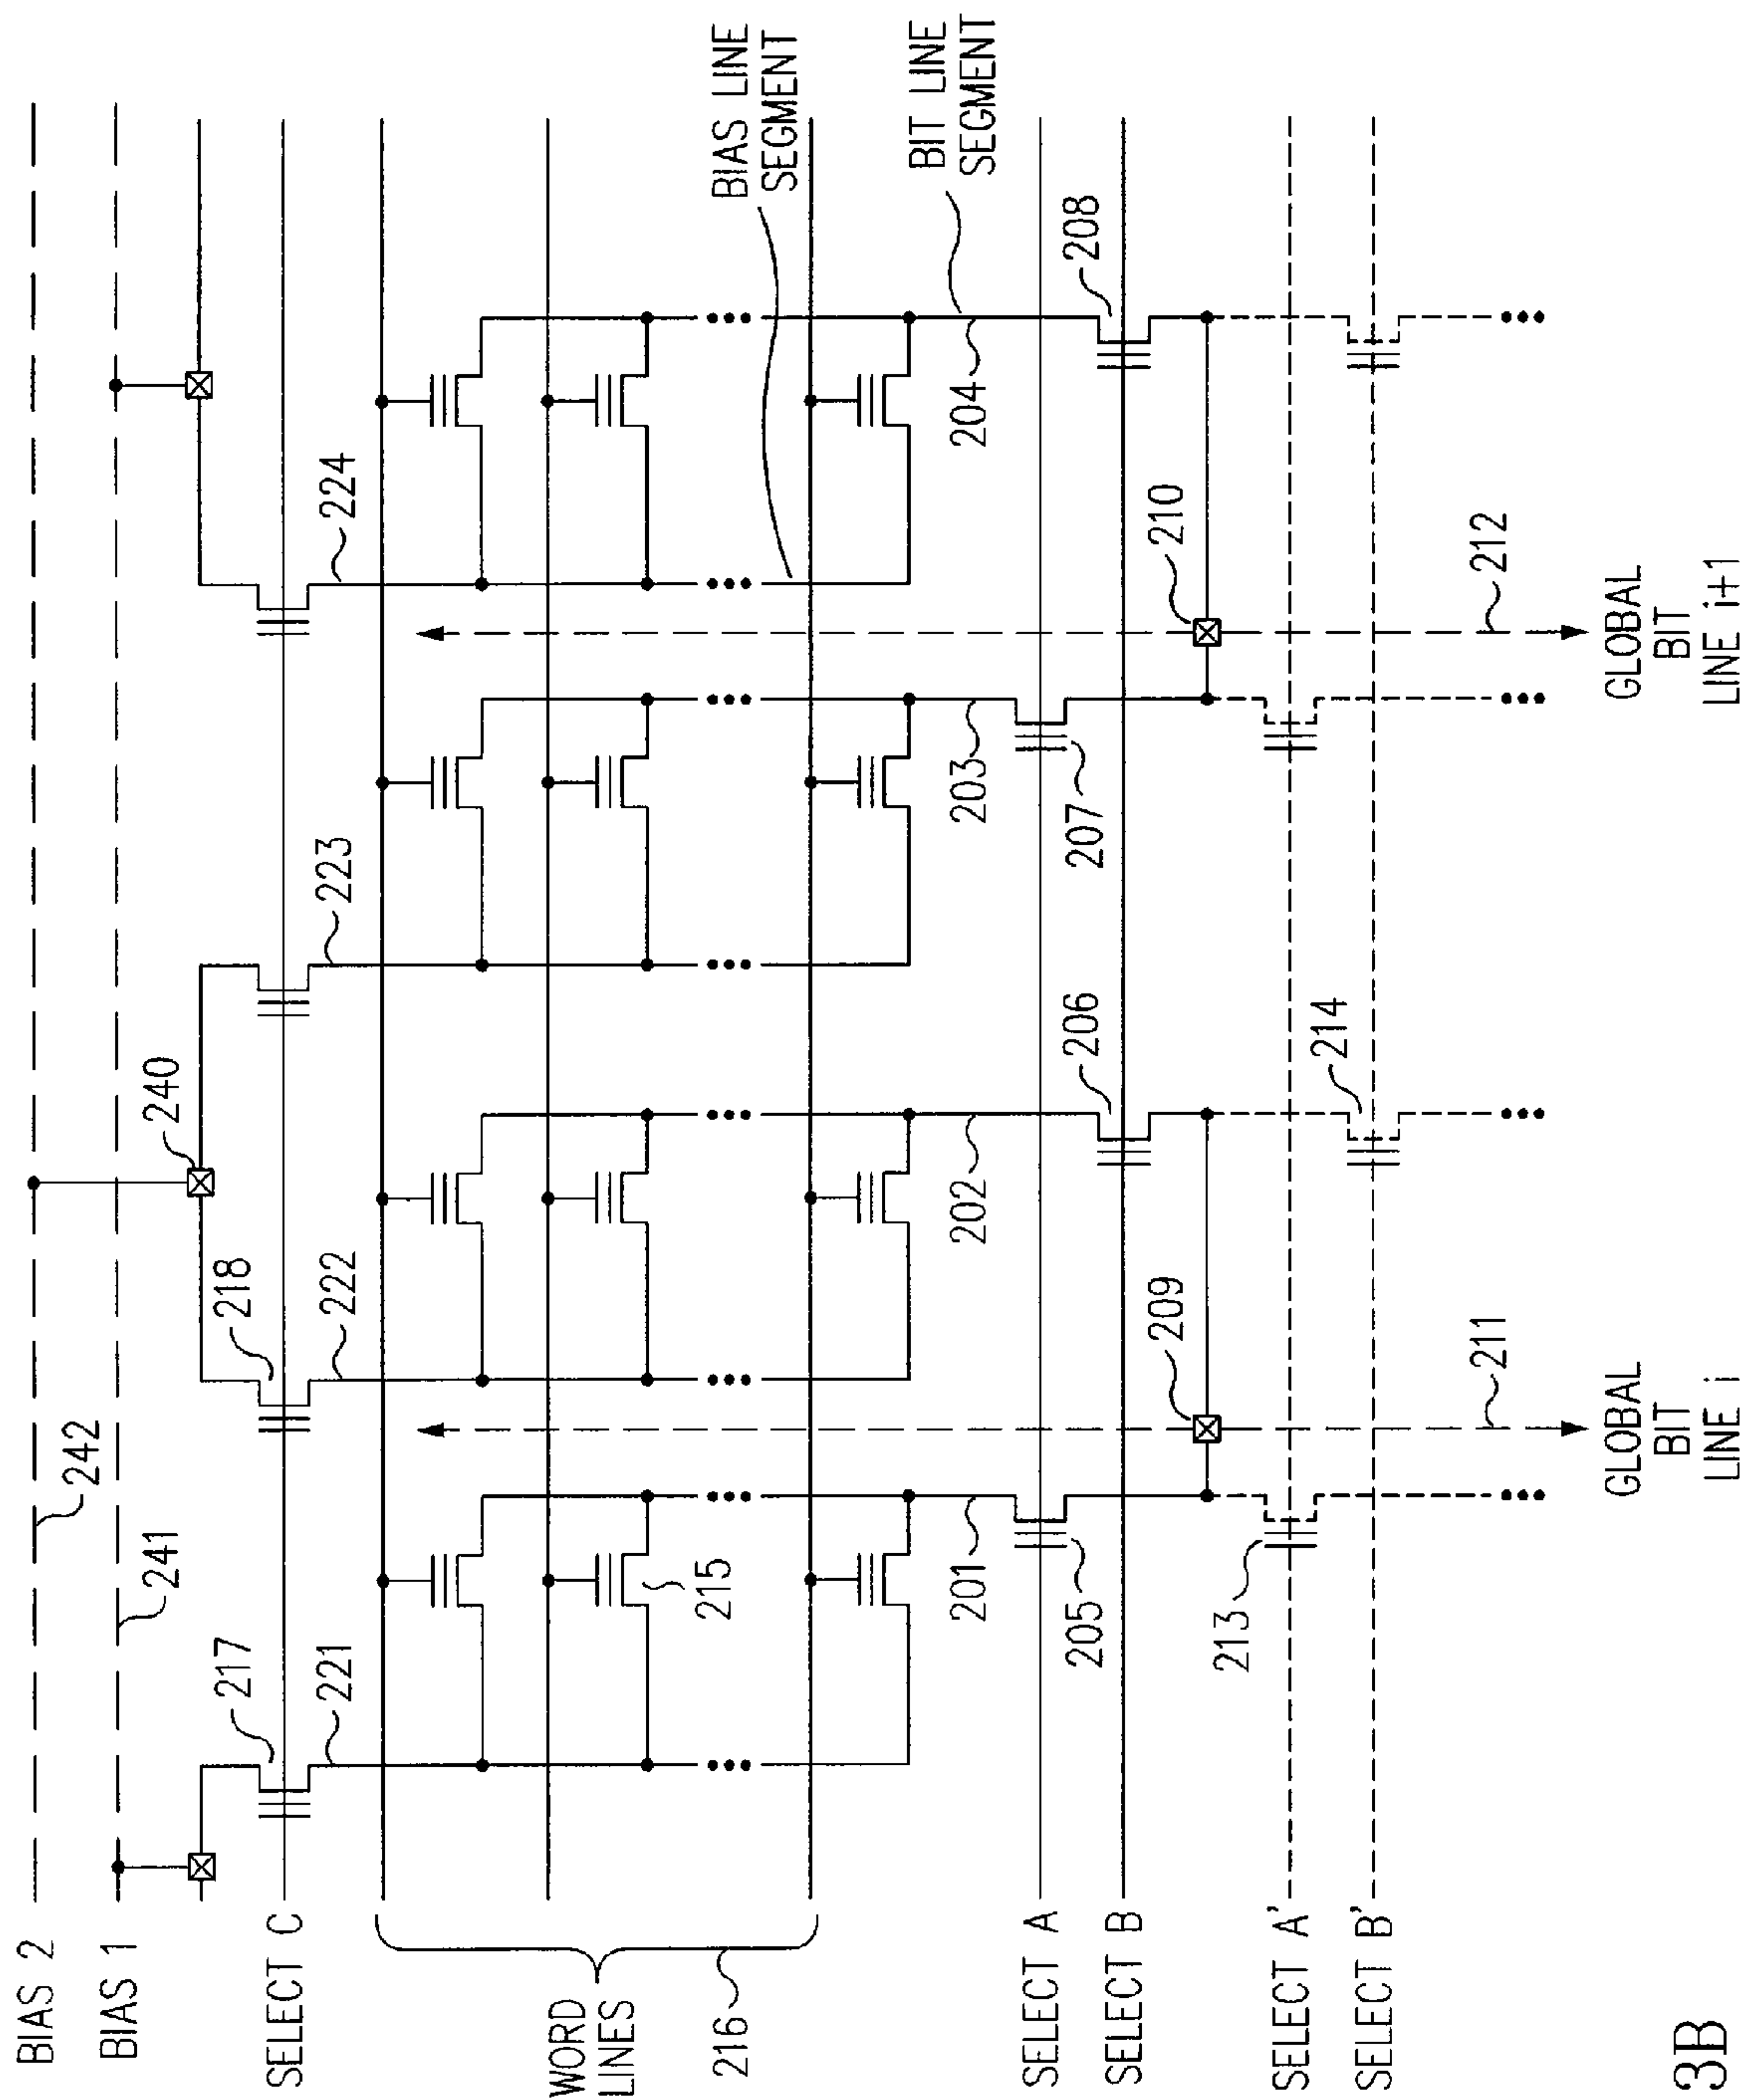 BIAS 2
BIAS 1
SELECT C
WORD
LINES
216
SELECT A
SELECT B
SELECT A'
SELECT B'
242
241
217
218
240
221
222
223
224
215
BIAS LINE
SEGMENT
BIT LINE
SEGMENT
201
202
203
204
205
206
207
208
209
210
213
214
211
212
GLOBAL
BIT
LINE i
GLOBAL
BIT
LINE i+1
3B